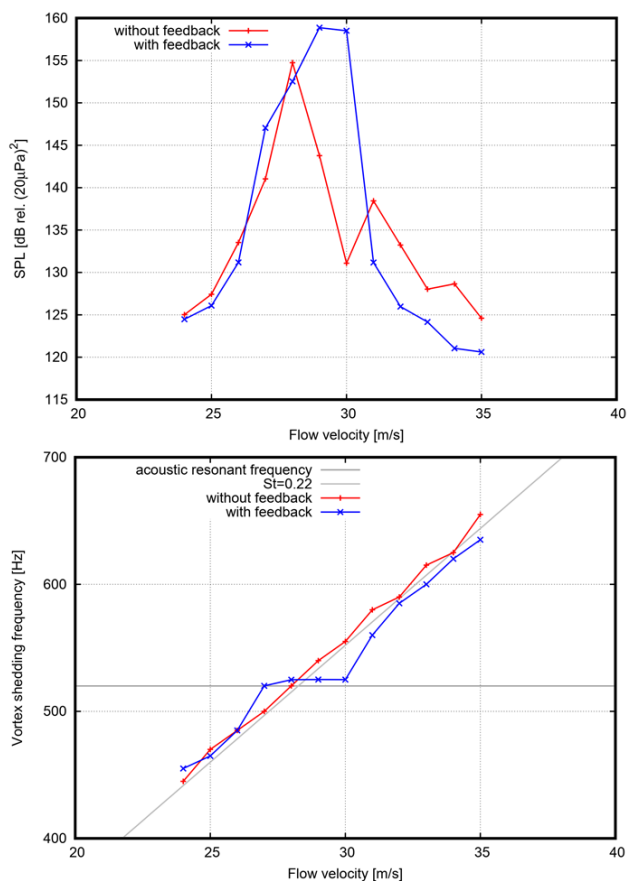 160
155
150
145
140
135
130
125
120
115
SPL [dB rel. (20µPa)²]
without feedback
with feedback
20 25 30 35 40
Flow velocity [m/s]
700
600
500
400
Vortex shedding frequency [Hz]
acoustic resonant frequency
St=0.22
without feedback
with feedback
20 25 30 35 40
Flow velocity [m/s]